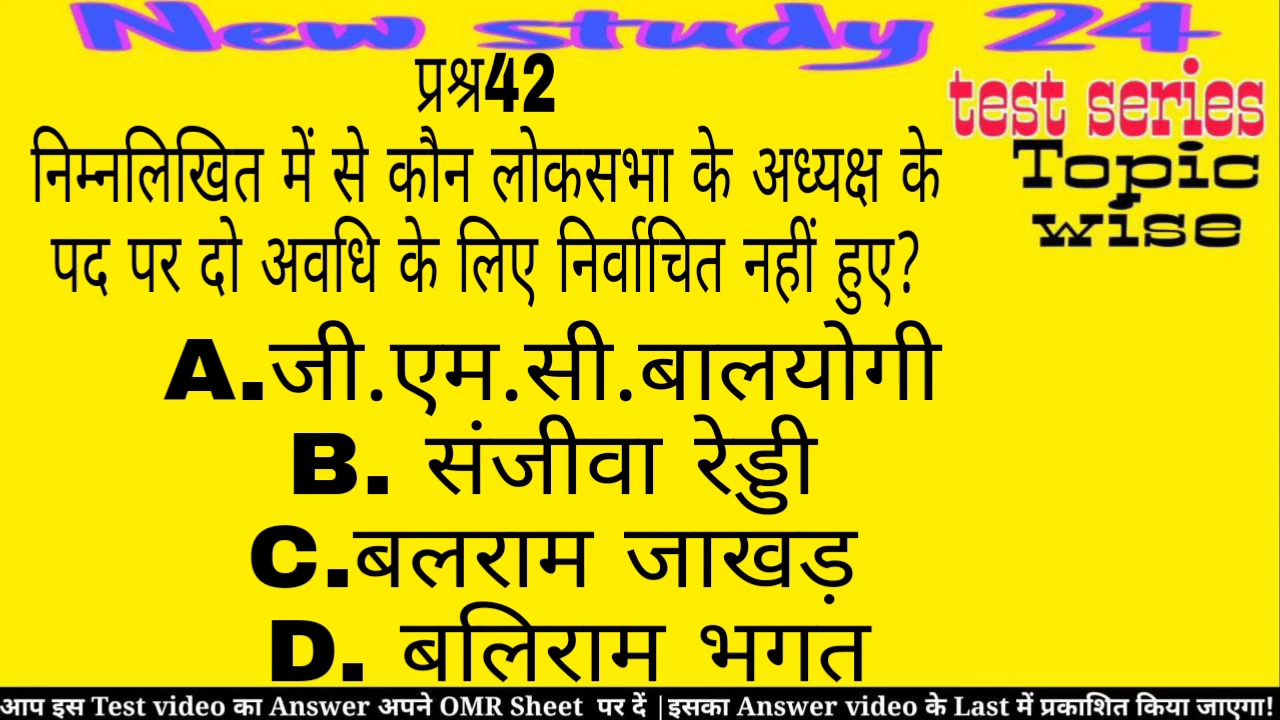 New study 24
test series
Topic
wise
प्रश्न42
निम्नलिखित में से कौन लोकसभा के अध्यक्ष के
पद पर दो अवधि के लिए निर्वाचित नहीं हुए?
A.जी.एम.सी.बालयोगी
B. संजीवा रेड्डी
C.बलराम जाखड़
D. बलिराम भगत
आप इस Test video का Answer अपने OMR Sheet पर दें |इसका Answer video के Last में प्रकाशित किया जाएगा!